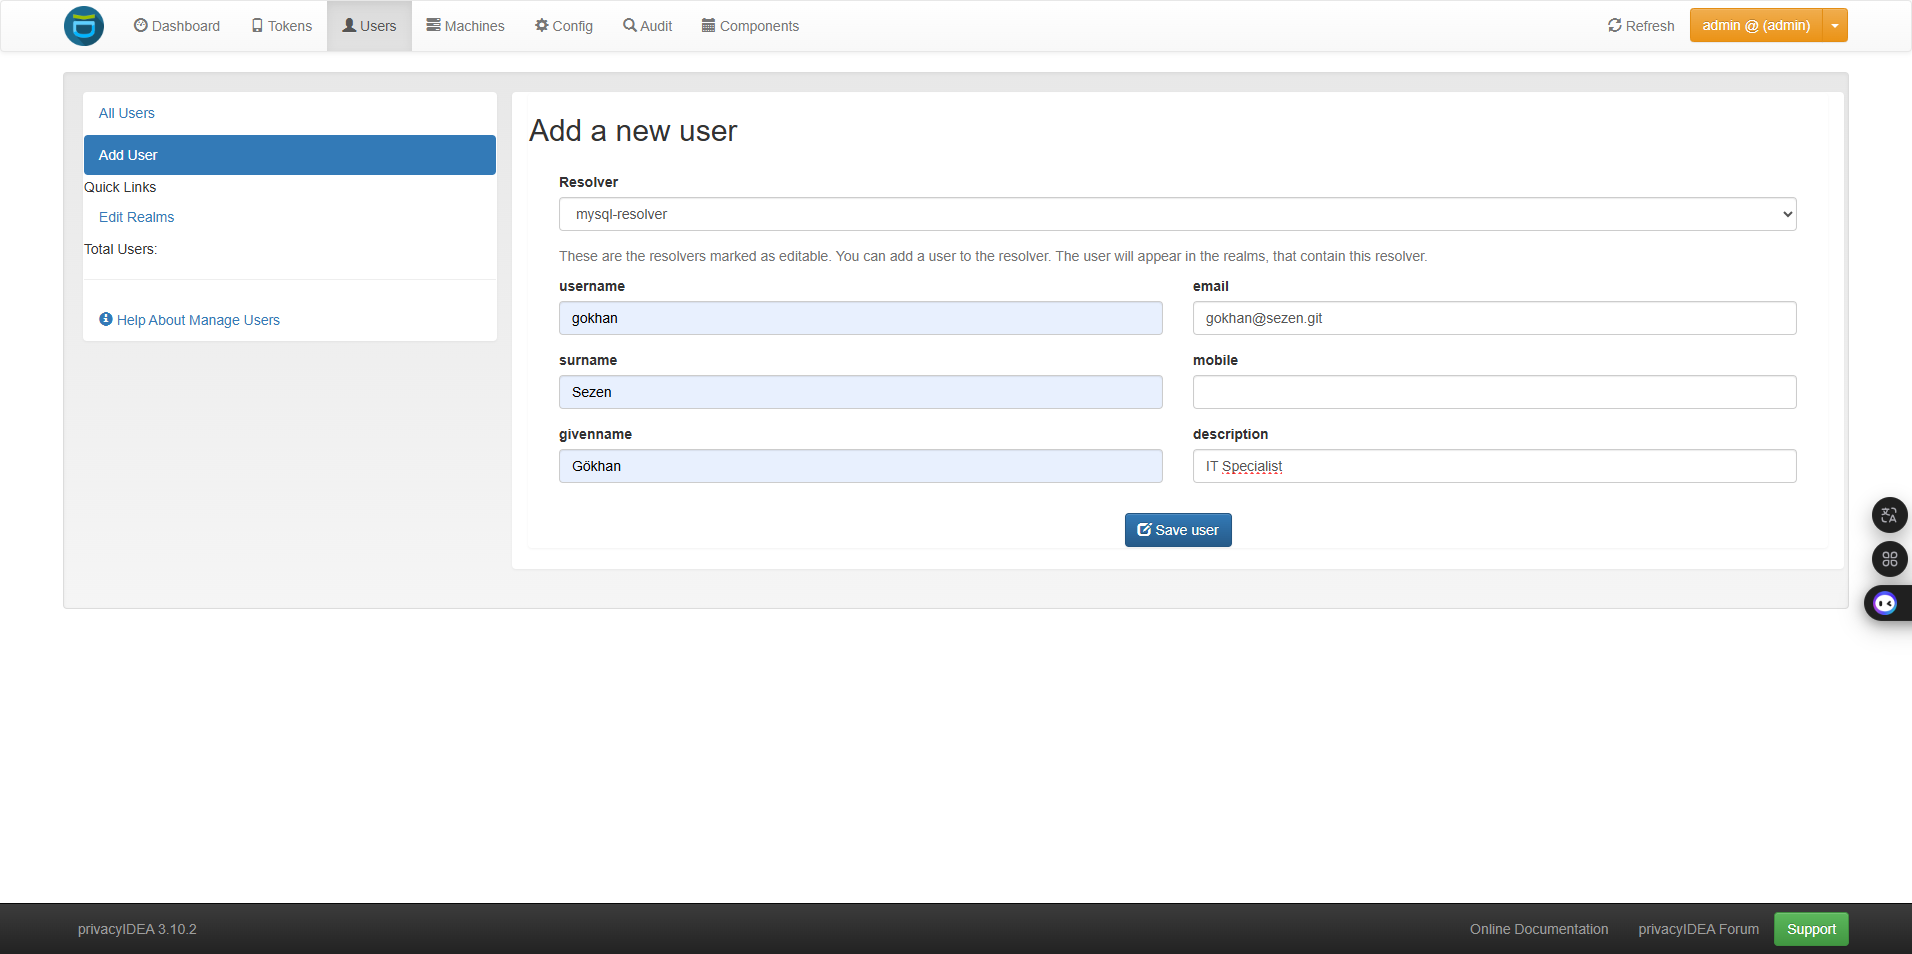 Dashboard Tokens Users Machines Config Audit Components Refresh admin @ (admin)
All Users
Add User
Quick Links
Edit Realms
Total Users:
Help About Manage Users
Add a new user
Resolver
mysql-resolver
These are the resolvers marked as editable. You can add a user to the resolver. The user will appear in the realms, that contain this resolver.
username email
gokhan gokhan@sezen.git
surname mobile
Sezen
givenname description
Gökhan IT Specialist
Save user
privacyIDEA 3.10.2 Online Documentation privacyIDEA Forum Support